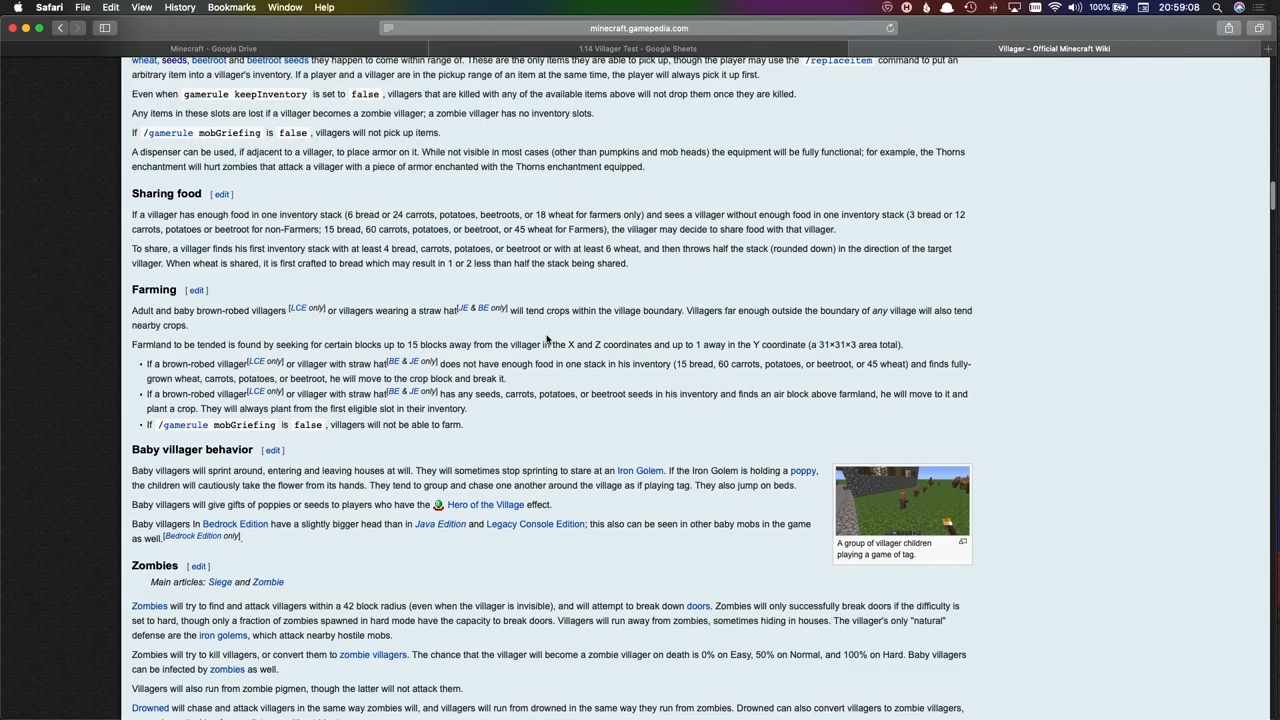 Safari File Edit View History Bookmarks Window Help 20:59:08
minecraft.gamepedia.com
Minecraft - Google Drive 1.14 Villager Test - Google Sheets Villager – Official Minecraft Wiki
wheat, seeds, beetroot and beetroot seeds they happen to come within range of. These are the only items they are able to pick up, though the player may use the /replaceitem command to put an
arbitrary item into a villager's inventory. If a player and a villager are in the pickup range of an item at the same time, the player will always pick it up first.
Even when gamerule keepInventory is set to false, villagers that are killed with any of the available items above will not drop them once they are killed.
Any items in these slots are lost if a villager becomes a zombie villager; a zombie villager has no inventory slots.
If /gamerule mobGriefing is false, villagers will not pick up items.
A dispenser can be used, if adjacent to a villager, to place armor on it. While not visible in most cases (other than pumpkins and mob heads) the equipment will be fully functional; for example, the Thorns
enchantment will hurt zombies that attack a villager with a piece of armor enchanted with the Thorns enchantment equipped.
Sharing food [ edit ]
If a villager has enough food in one inventory stack (6 bread or 24 carrots, potatoes, beetroots, or 18 wheat for farmers only) and sees a villager without enough food in one inventory stack (3 bread or 12
carrots, potatoes or beetroot for non-Farmers; 15 bread, 60 carrots, potatoes, or beetroot, or 45 wheat for Farmers), the villager may decide to share food with that villager.
To share, a villager finds his first inventory stack with at least 4 bread, carrots, potatoes, or beetroot or with at least 6 wheat, and then throws half the stack (rounded down) in the direction of the target
villager. When wheat is shared, it is first crafted to bread which may result in 1 or 2 less than half the stack being shared.
Farming [ edit ]
Adult and baby brown-robed villagers [LCE only] or villagers wearing a straw hat[JE & BE only] will tend crops within the village boundary. Villagers far enough outside the boundary of any village will also tend
nearby crops.
Farmland to be tended is found by seeking for certain blocks up to 15 blocks away from the villager in the X and Z coordinates and up to 1 away in the Y coordinate (a 31×31×3 area total).
• If a brown-robed villager[LCE only] or villager with straw hat[BE & JE only] does not have enough food in one stack in his inventory (15 bread, 60 carrots, potatoes, or beetroot, or 45 wheat) and finds fully-
grown wheat, carrots, potatoes, or beetroot, he will move to the crop block and break it.
• If a brown-robed villager[LCE only] or villager with straw hat[BE & JE only] has any seeds, carrots, potatoes, or beetroot seeds in his inventory and finds an air block above farmland, he will move to it and
plant a crop. They will always plant from the first eligible slot in their inventory.
• If /gamerule mobGriefing is false, villagers will not be able to farm.
Baby villager behavior [ edit ]
Baby villagers will sprint around, entering and leaving houses at will. They will sometimes stop sprinting to stare at an Iron Golem. If the Iron Golem is holding a poppy,
the children will cautiously take the flower from its hands. They tend to group and chase one another around the village as if playing tag. They also jump on beds.
Baby villagers will give gifts of poppies or seeds to players who have the Hero of the Village effect.
Baby villagers In Bedrock Edition have a slightly bigger head than in Java Edition and Legacy Console Edition; this also can be seen in other baby mobs in the game
as well.[Bedrock Edition only].
A group of villager children
playing a game of tag.
Zombies [ edit ]
Main articles: Siege and Zombie
Zombies will try to find and attack villagers within a 42 block radius (even when the villager is invisible), and will attempt to break down doors. Zombies will only successfully break doors if the difficulty is
set to hard, though only a fraction of zombies spawned in hard mode have the capacity to break doors. Villagers will run away from zombies, sometimes hiding in houses. The villager's only "natural"
defense are the iron golems, which attack nearby hostile mobs.
Zombies will try to kill villagers, or convert them to zombie villagers. The chance that the villager will become a zombie villager on death is 0% on Easy, 50% on Normal, and 100% on Hard. Baby villagers
can be infected by zombies as well.
Villagers will also run from zombie pigmen, though the latter will not attack them.
Drowned will chase and attack villagers in the same way zombies will, and villagers will run from drowned in the same way they run from zombies. Drowned can also convert villagers to zombie villagers,